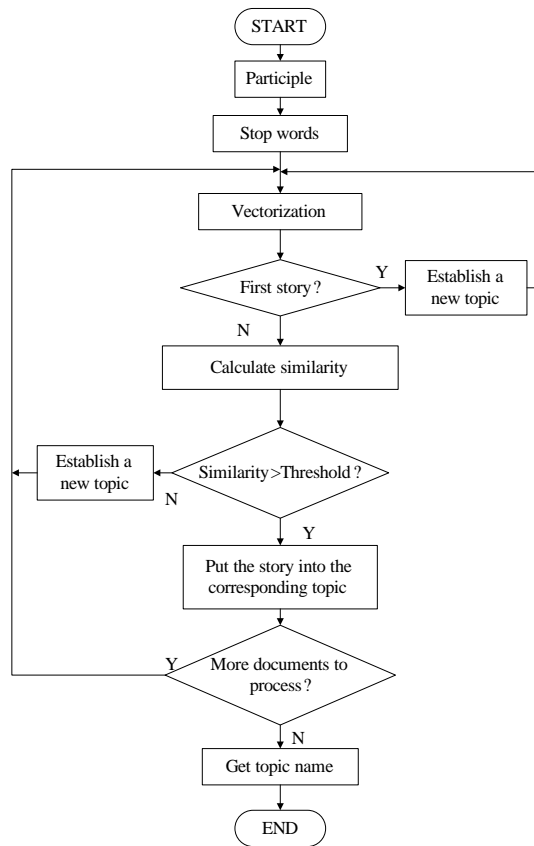 START
Participle
Stop words
Vectorization
First story?
Y
Establish a
new topic
N
Calculate similarity
Similarity>Threshold?
Establish a
new topic
N
Y
Put the story into the
corresponding topic
More documents to
process?
Y
N
Get topic name
END